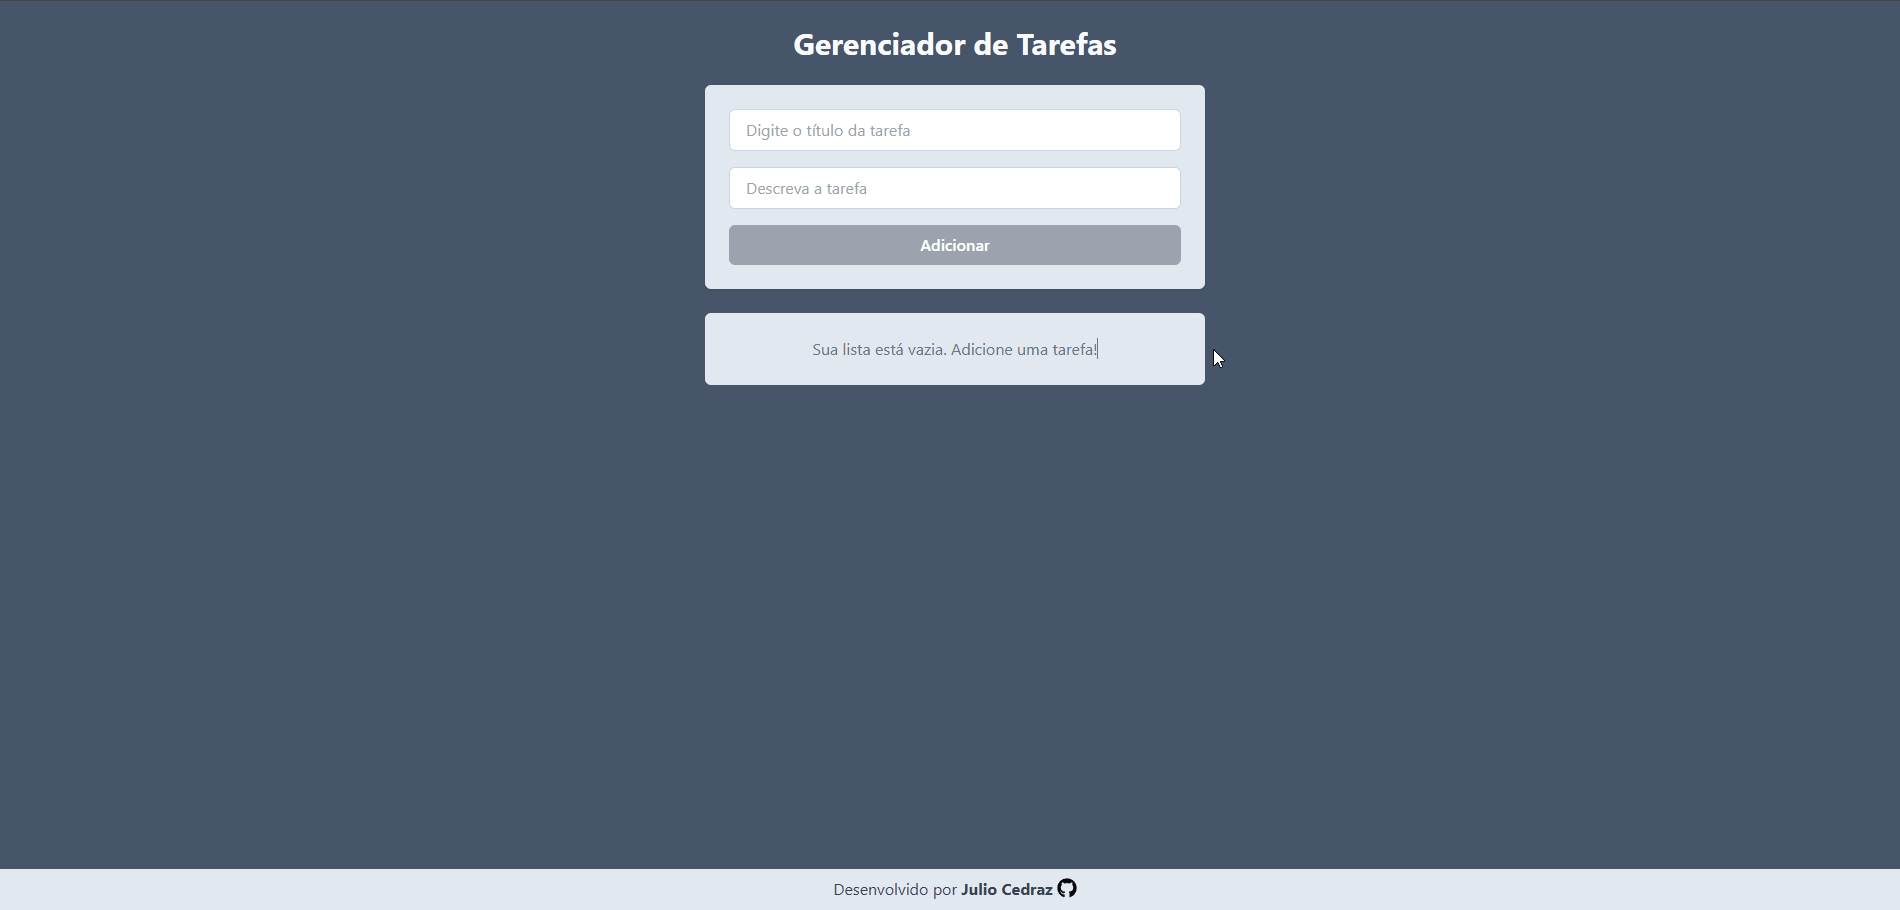 Gerenciador de Tarefas
Digite o título da tarefa
Descreva a tarefa
Adicionar
Sua lista está vazia. Adicione uma tarefa!
Desenvolvido por Julio Cedraz